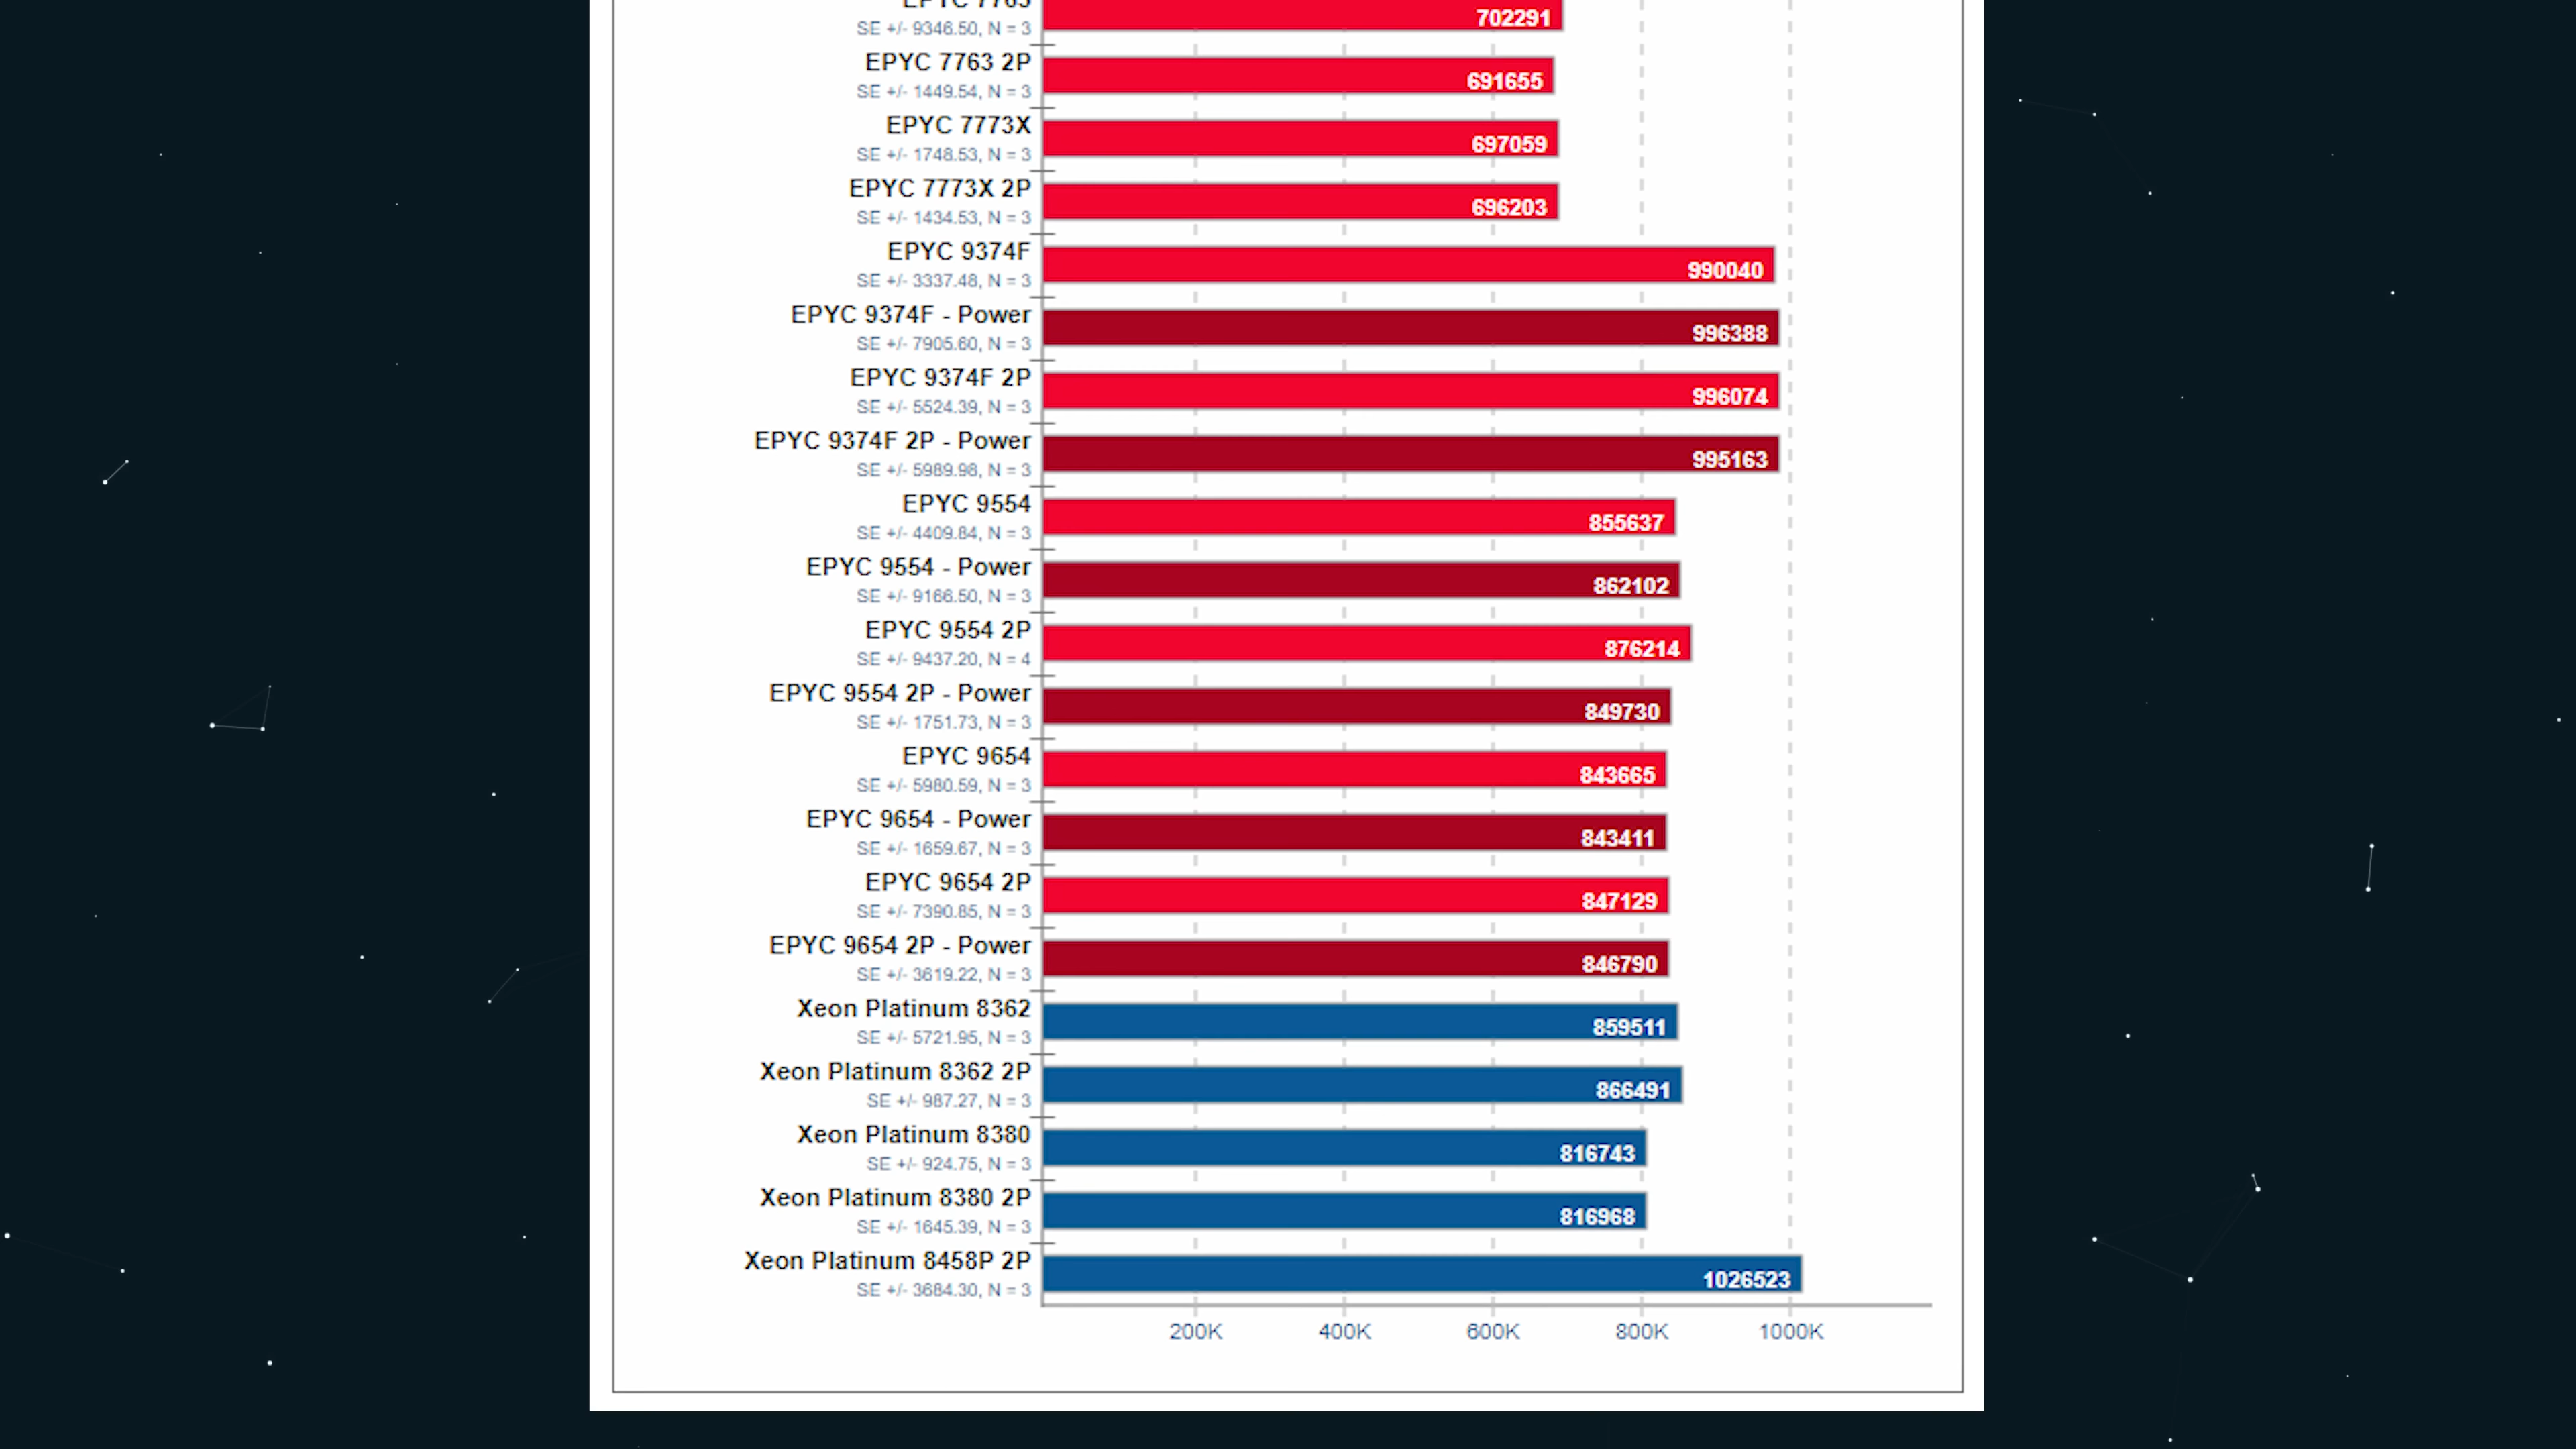 EPYC 7763
702291
SE +/- 9346.50, N = 3
EPYC 7763 2P
691655
SE +/- 1449.54, N = 3
EPYC 7773X
697059
SE +/- 1748.53, N = 3
EPYC 7773X 2P
696203
SE +/- 1434.53, N = 3
EPYC 9374F
990040
SE +/- 3337.48, N = 3
EPYC 9374F - Power
996388
SE +/- 7905.60, N = 3
EPYC 9374F 2P
996074
SE +/- 5524.39, N = 3
EPYC 9374F 2P - Power
995163
SE +/- 5989.98, N = 3
EPYC 9554
855637
SE +/- 4409.84, N = 3
EPYC 9554 - Power
862102
SE +/- 9166.50, N = 3
EPYC 9554 2P
876214
SE +/- 9437.20, N = 4
EPYC 9554 2P - Power
849730
SE +/- 1751.73, N = 3
EPYC 9654
843665
SE +/- 5980.59, N = 3
EPYC 9654 - Power
843411
SE +/- 1659.67, N = 3
EPYC 9654 2P
847129
SE +/- 7390.85, N = 3
EPYC 9654 2P - Power
846790
SE +/- 3619.22, N = 3
Xeon Platinum 8362
859511
SE +/- 5721.95, N = 3
Xeon Platinum 8362 2P
866491
SE +/- 987.27, N = 3
Xeon Platinum 8380
816743
SE +/- 924.75, N = 3
Xeon Platinum 8380 2P
816968
SE +/- 1645.39, N = 3
Xeon Platinum 8458P 2P
1026523
SE +/- 3684.30, N = 3
200K 400K 600K 800K 1000K